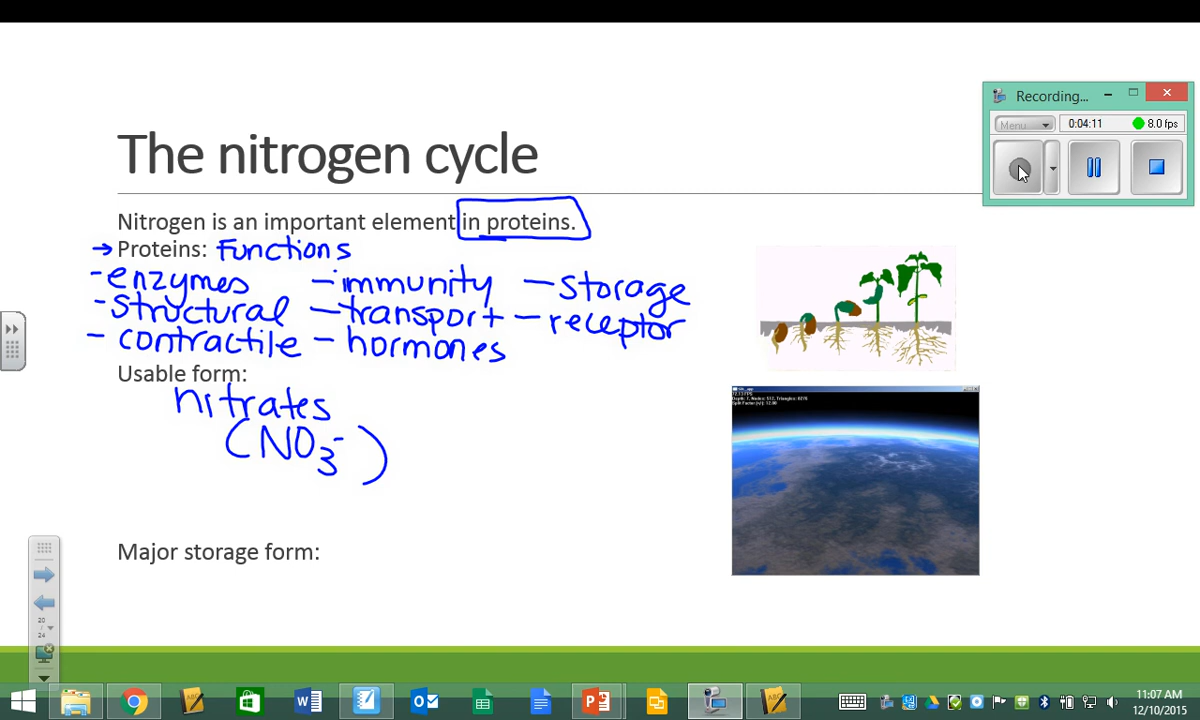 Recording...
Menu
0:04:11
8.0 fps
The nitrogen cycle
Nitrogen is an important element in proteins.
→ Proteins: Functions
- enzymes - immunity - storage
- structural - transport - receptor
- contractile - hormones
Usable form:
nitrates
(NO3-)
Major storage form:
20
/
24
11:07 AM
12/10/2015